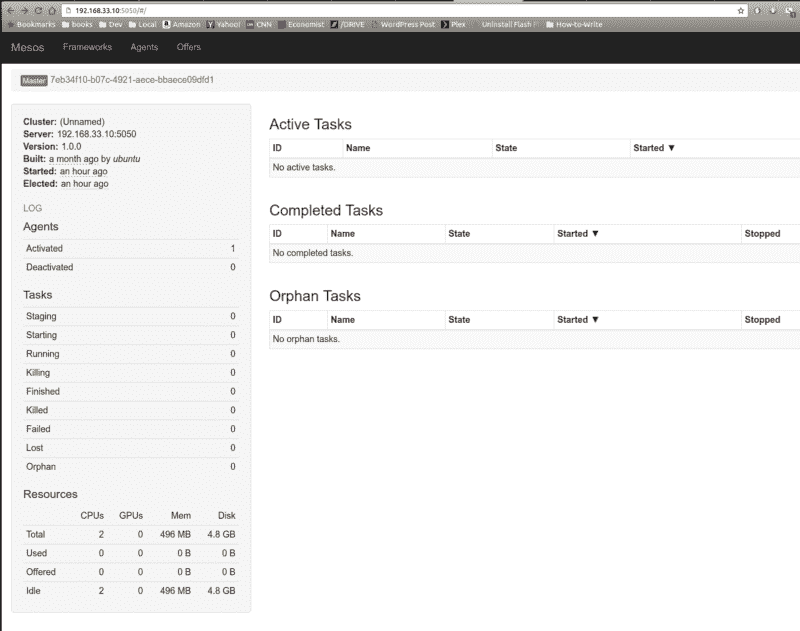 192.168.33.10:5050/#/
Bookmarks books Dev Local Amazon Yahoo! CNN Economist /DRIVE WordPress Post Plex Uninstall Flash P How-to-Write
Mesos Frameworks Agents Offers
Master 7eb34f10-b07c-4921-aece-bbaece09dfd1
Cluster: (Unnamed)
Server: 192.168.33.10:5050
Version: 1.0.0
Built: a month ago by ubuntu
Started: an hour ago
Elected: an hour ago
LOG
Agents
Activated 1
Deactivated 0
Tasks
Staging 0
Starting 0
Running 0
Killing 0
Finished 0
Killed 0
Failed 0
Lost 0
Orphan 0
Resources
CPUs GPUs Mem Disk
Total 2 0 496 MB 4.8 GB
Used 0 0 0 B 0 B
Offered 0 0 0 B 0 B
Idle 2 0 496 MB 4.8 GB
Active Tasks
ID Name State Started ▼
No active tasks.
Completed Tasks
ID Name State Started ▼ Stopped
No completed tasks.
Orphan Tasks
ID Name State Started ▼ Stopped
No orphan tasks.